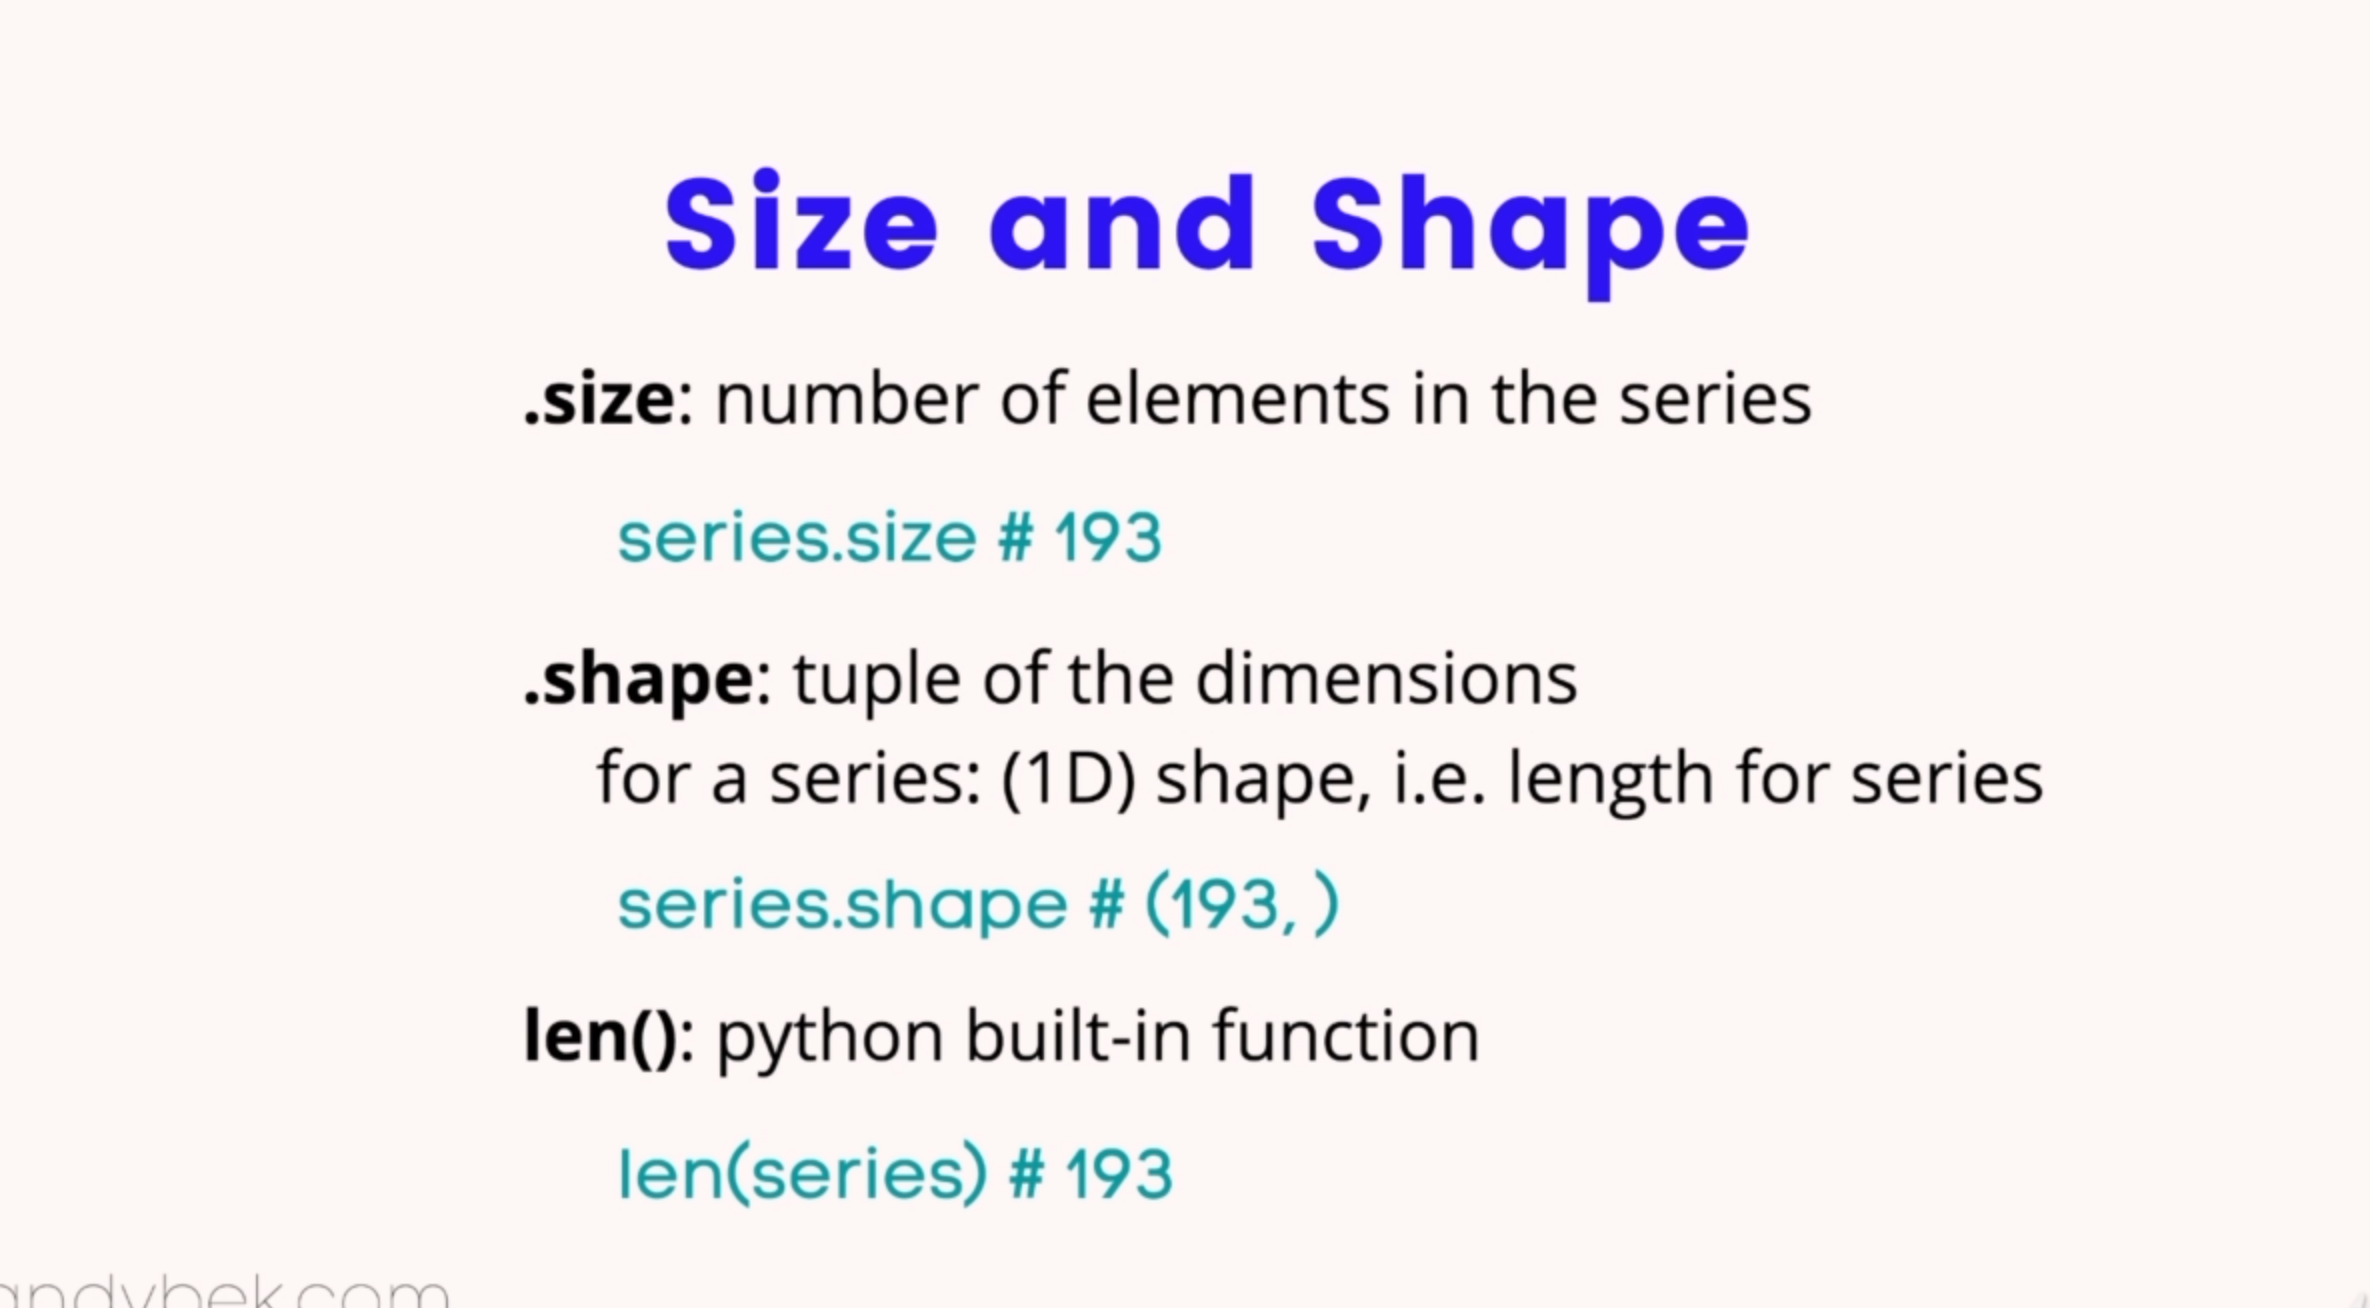 Size and Shape
.size: number of elements in the series
series.size # 193
.shape: tuple of the dimensions
for a series: (1D) shape, i.e. length for series
series.shape # (193, )
len(): python built-in function
len(series) # 193
andybek.com